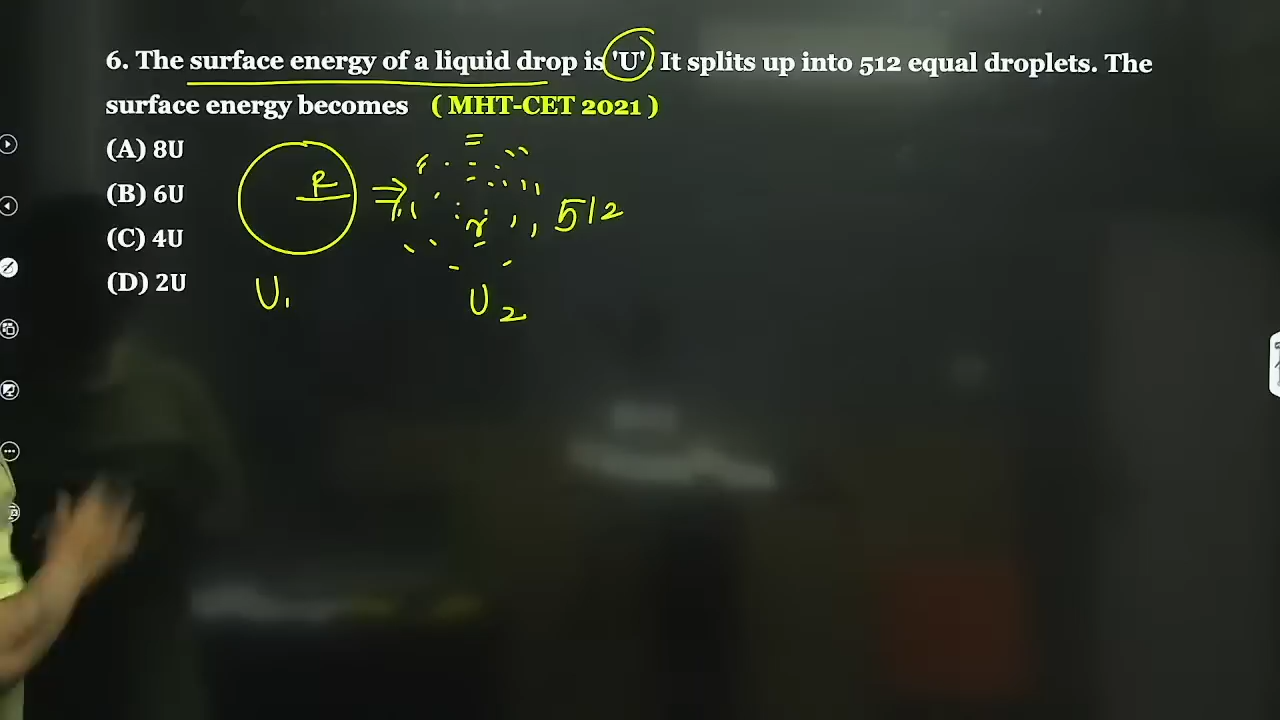 6. The surface energy of a liquid drop is 'U'. It splits up into 512 equal droplets. The
surface energy becomes ( MHT-CET 2021 )
(A) 8U
(B) 6U
(C) 4U
(D) 2U
R
r
512
U1
U2